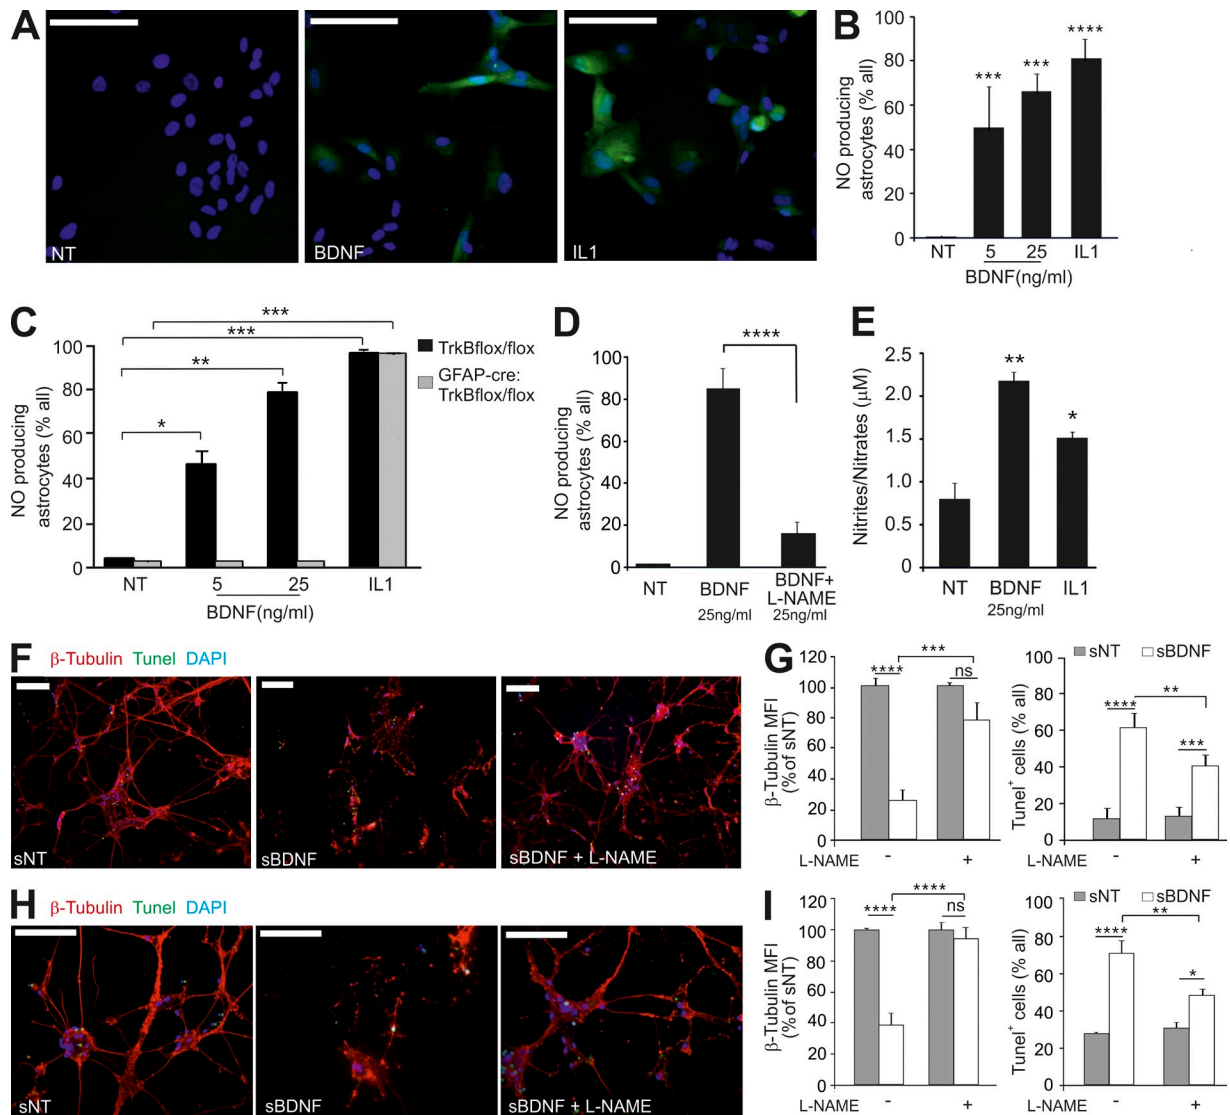 A
NT
BDNF
IL1
B
NO producing
astrocytes (% all)
100
80
60
40
20
0
***
***
****
NT
5
25
IL1
BDNF(ng/ml)
C
NO producing
astrocytes (% all)
100
80
60
40
20
0
***
***
**
*
TrkBflox/flox
GFAP-cre:
TrkBflox/flox
NT
5
25
IL1
BDNF(ng/ml)
D
NO producing
astrocytes (% all)
100
80
60
40
20
0
****
NT
BDNF
25ng/ml
BDNF+
L-NAME
25ng/ml
E
Nitrites/Nitrates (μM)
2.5
2.0
1.5
1.0
0.5
0
**
*
NT
BDNF
25ng/ml
IL1
F
β-Tubulin Tunel DAPI
sNT
sBDNF
sBDNF + L-NAME
G
β-Tubulin MFI
(% of sNT)
120
100
80
60
40
20
0
****
***
ns
L-NAME - +
sNT sBDNF
Tunel+ cells (% all)
100
80
60
40
20
0
****
**
***
L-NAME - +
H
β-Tubulin Tunel DAPI
sNT
sBDNF
sBDNF + L-NAME
I
β-Tubulin MFI
(% of sNT)
120
100
80
60
40
20
0
****
****
ns
L-NAME - +
sNT sBDNF
Tunel+ cells (% all)
100
80
60
40
20
0
****
**
*
L-NAME - +